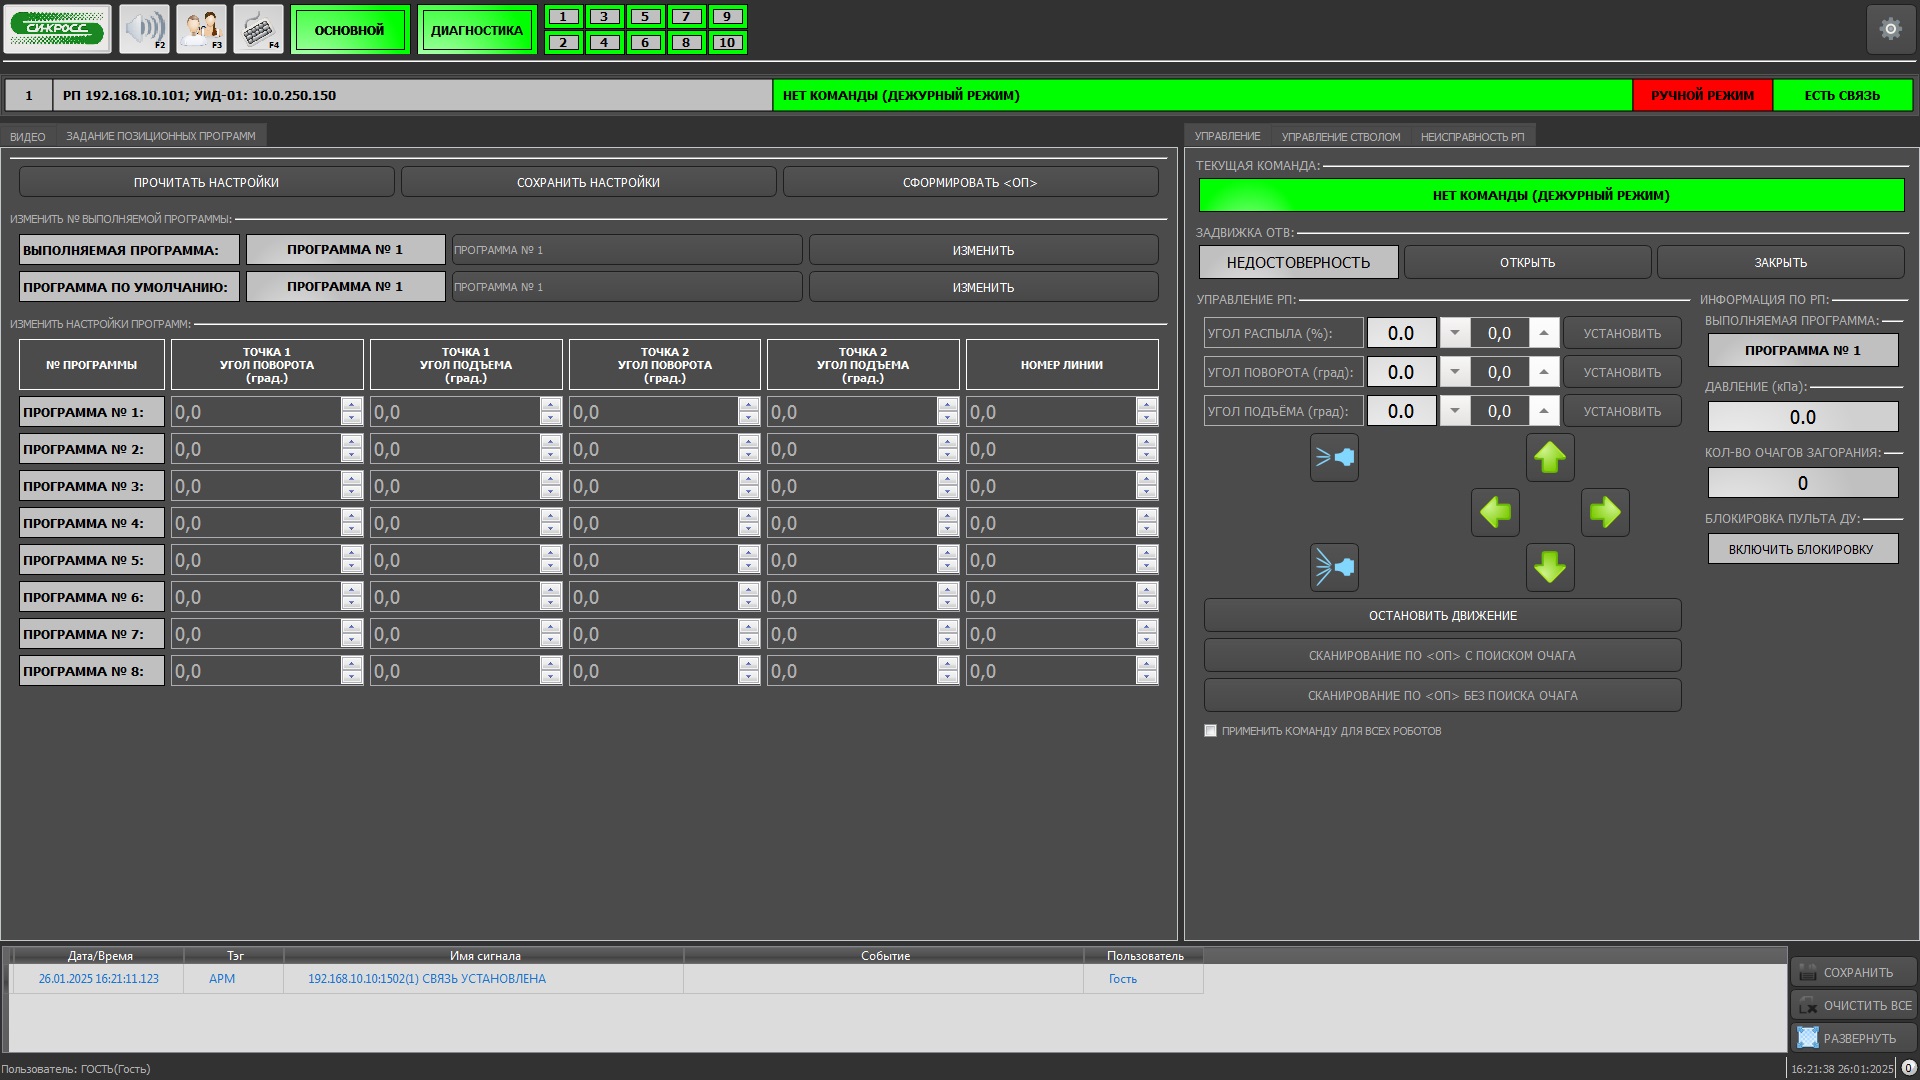 СИНКРОСС
F2
F3
F4
ОСНОВНОЙ
ДИАГНОСТИКА
1 3 5 7 9
2 4 6 8 10
1
РП 192.168.10.101; УИД-01: 10.0.250.150
НЕТ КОМАНДЫ (ДЕЖУРНЫЙ РЕЖИМ)
РУЧНОЙ РЕЖИМ
ЕСТЬ СВЯЗЬ
ВИДЕО
ЗАДАНИЕ ПОЗИЦИОННЫХ ПРОГРАММ
ПРОЧИТАТЬ НАСТРОЙКИ
СОХРАНИТЬ НАСТРОЙКИ
СФОРМИРОВАТЬ <ОП>
ИЗМЕНИТЬ № ВЫПОЛНЯЕМОЙ ПРОГРАММЫ:
ВЫПОЛНЯЕМАЯ ПРОГРАММА: ПРОГРАММА № 1 ПРОГРАММА № 1 ИЗМЕНИТЬ
ПРОГРАММА ПО УМОЛЧАНИЮ: ПРОГРАММА № 1 ПРОГРАММА № 1 ИЗМЕНИТЬ
ИЗМЕНИТЬ НАСТРОЙКИ ПРОГРАММ:
№ ПРОГРАММЫ
ТОЧКА 1
УГОЛ ПОВОРОТА
(град.)
ТОЧКА 1
УГОЛ ПОДЪЕМА
(град.)
ТОЧКА 2
УГОЛ ПОВОРОТА
(град.)
ТОЧКА 2
УГОЛ ПОДЪЕМА
(град.)
НОМЕР ЛИНИИ
ПРОГРАММА № 1: 0,0 0,0 0,0 0,0 0,0
ПРОГРАММА № 2: 0,0 0,0 0,0 0,0 0,0
ПРОГРАММА № 3: 0,0 0,0 0,0 0,0 0,0
ПРОГРАММА № 4: 0,0 0,0 0,0 0,0 0,0
ПРОГРАММА № 5: 0,0 0,0 0,0 0,0 0,0
ПРОГРАММА № 6: 0,0 0,0 0,0 0,0 0,0
ПРОГРАММА № 7: 0,0 0,0 0,0 0,0 0,0
ПРОГРАММА № 8: 0,0 0,0 0,0 0,0 0,0
УПРАВЛЕНИЕ
УПРАВЛЕНИЕ СТВОЛОМ
НЕИСПРАВНОСТЬ РП
ТЕКУЩАЯ КОМАНДА:
НЕТ КОМАНДЫ (ДЕЖУРНЫЙ РЕЖИМ)
ЗАДВИЖКА ОТВ:
НЕДОСТОВЕРНОСТЬ
ОТКРЫТЬ
ЗАКРЫТЬ
УПРАВЛЕНИЕ РП:
УГОЛ РАСПЫЛА (%): 0.0 0,0 УСТАНОВИТЬ
УГОЛ ПОВОРОТА (град): 0.0 0,0 УСТАНОВИТЬ
УГОЛ ПОДЪЁМА (град): 0.0 0,0 УСТАНОВИТЬ
ОСТАНОВИТЬ ДВИЖЕНИЕ
СКАНИРОВАНИЕ ПО <ОП> С ПОИСКОМ ОЧАГА
СКАНИРОВАНИЕ ПО <ОП> БЕЗ ПОИСКА ОЧАГА
ПРИМЕНИТЬ КОМАНДУ ДЛЯ ВСЕХ РОБОТОВ
ИНФОРМАЦИЯ ПО РП:
ВЫПОЛНЯЕМАЯ ПРОГРАММА:
ПРОГРАММА № 1
ДАВЛЕНИЕ (кПа):
0.0
КОЛ-ВО ОЧАГОВ ЗАГОРАНИЯ:
0
БЛОКИРОВКА ПУЛЬТА ДУ:
ВКЛЮЧИТЬ БЛОКИРОВКУ
Дата/Время Тэг Имя сигнала Событие Пользователь
26.01.2025 16:21:11.123 АРМ 192.168.10.10:1502(1) СВЯЗЬ УСТАНОВЛЕНА Гость
СОХРАНИТЬ
ОЧИСТИТЬ ВСЕ
РАЗВЕРНУТЬ
Пользователь: ГОСТЬ(Гость)
16:21:38 26:01:2025
0